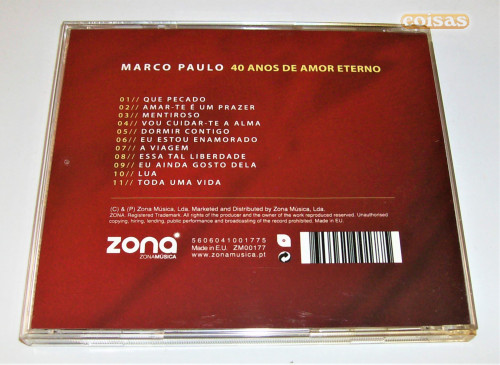 coisas
MARCO PAULO 40 ANOS DE AMOR ETERNO
01// QUE PECADO
02// AMAR-TE É UM PRAZER
03// MENTIROSO
04// VOU CUIDAR-TE A ALMA
05// DORMIR CONTIGO
06// EU ESTOU ENAMORADO
07// A VIAGEM
08// ESSA TAL LIBERDADE
09// EU AINDA GOSTO DELA
10// LUA
11// TODA UMA VIDA
(C) & (P) Zona Música, Lda. Marketed and Distributed by Zona Música, Lda.
ZONA. Registered Trademark. All rights of the producer and the owner of the work reproduced reserved. Unauthorised
copying, hiring, lending, public performance and broadcasting of the record prohibited. Made in EU.
zona
ZONAMÚSICA
5606041001775
Made in E.U. ZM00177
www.zonamusica.pt